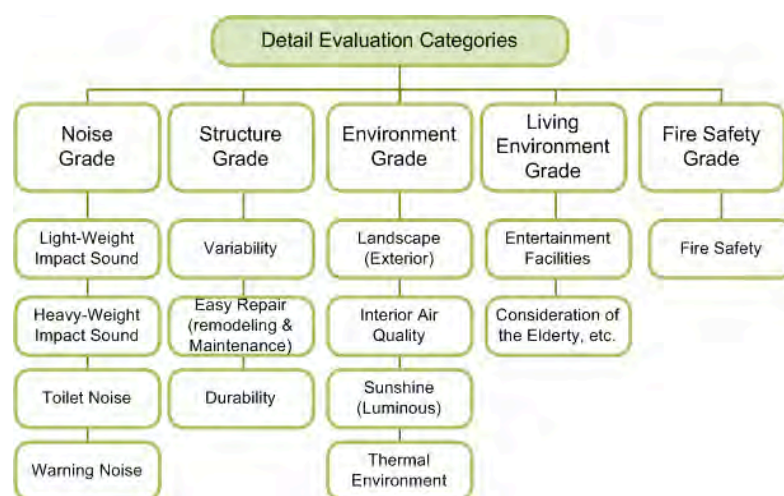 Detail Evaluation Categories
Noise
Grade
Structure
Grade
Environment
Grade
Living
Environment
Grade
Fire Safety
Grade
Light-Weight
Impact Sound
Variability
Landscape
(Exterior)
Entertainment
Facilities
Fire Safety
Heavy-Weight
Impact Sound
Easy Repair
(remodeling &
Maintenance)
Interior Air
Quality
Consideration of
the Elderty, etc.
Toilet Noise
Durability
Sunshine
(Luminous)
Warning Noise
Thermal
Environment